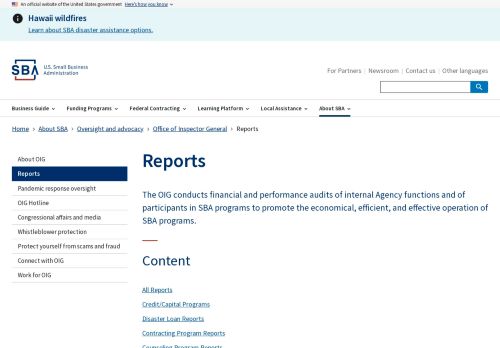 An official website of the United States government Here's how you know
Hawaii wildfires
Learn about SBA disaster assistance options.
SBA
U.S. Small Business
Administration
For Partners Newsroom Contact us Other languages
Business Guide Funding Programs Federal Contracting Learning Platform Local Assistance About SBA
Home About SBA Oversight and advocacy Office of Inspector General Reports
About OIG
Reports
Pandemic response oversight
OIG Hotline
Congressional affairs and media
Whistleblower protection
Protect yourself from scams and fraud
Connect with OIG
Work for OIG
Reports
The OIG conducts financial and performance audits of internal Agency functions and of
participants in SBA programs to promote the economical, efficient, and effective operation of
SBA programs.
Content
All Reports
Credit/Capital Programs
Disaster Loan Reports
Contracting Program Reports
Counseling Program Reports